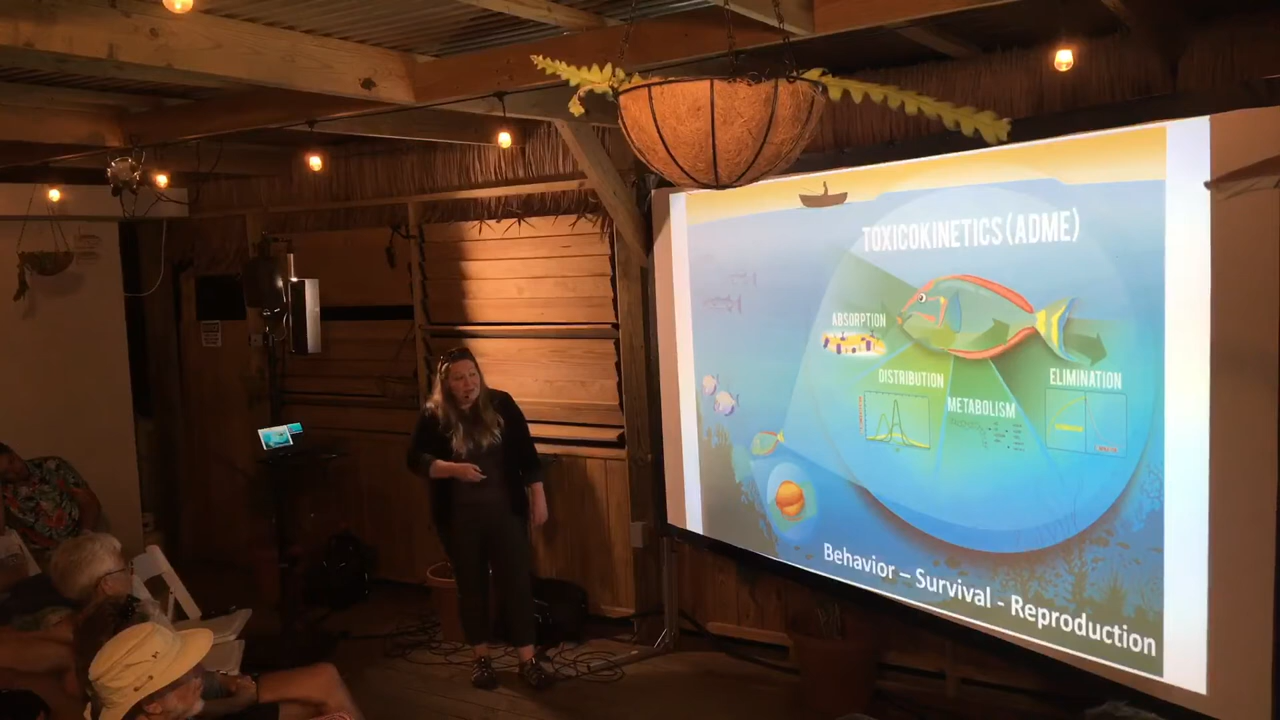 TOXICOKINETICS (ADME)
ABSORPTION
DISTRIBUTION
METABOLISM
ELIMINATION
Behavior – Survival - Reproduction